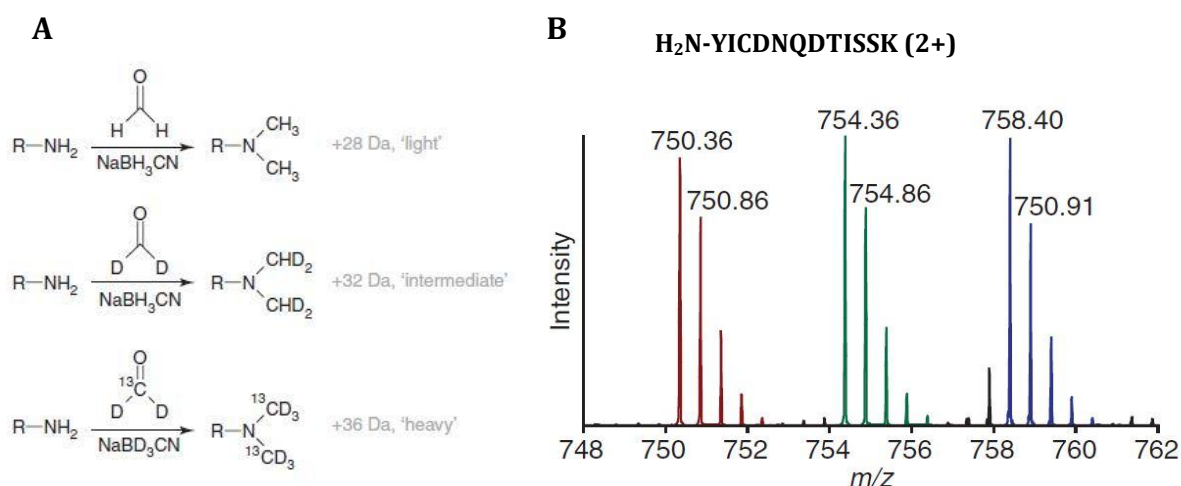 A
O
H H
R–NH₂
NaBH₃CN
R–N
CH₃
CH₃
+28 Da, 'light'
O
D D
R–NH₂
NaBH₃CN
R–N
CHD₂
CHD₂
+32 Da, 'intermediate'
O
¹³C
D D
R–NH₂
NaBD₃CN
R–N
¹³CD₃
¹³CD₃
+36 Da, 'heavy'
B
H₂N-YICDNQDTISSK (2+)
750.36
750.86
754.36
754.86
758.40
750.91
Intensity
748 750 752 754 756 758 760 762
m/z